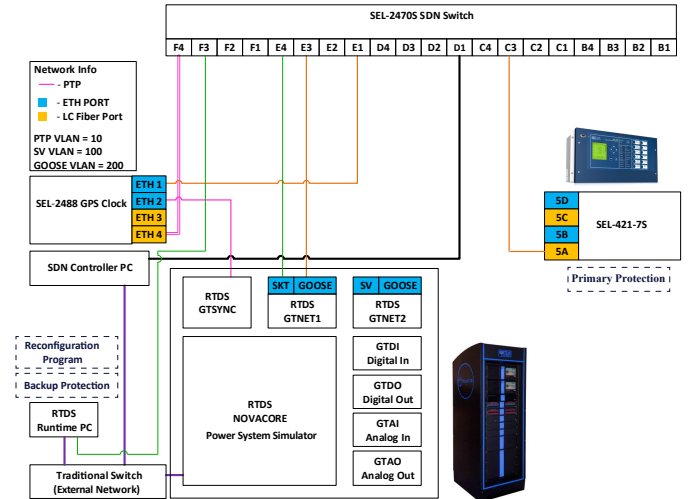 SEL-2470S SDN Switch
F4 F3 F2 F1 E4 E3 E2 E1 D4 D3 D2 D1 C4 C3 C2 C1 B4 B3 B2 B1
Network Info
- PTP
- ETH PORT
- LC Fiber Port
PTP VLAN = 10
SV VLAN = 100
GOOSE VLAN = 200
SEL-2488 GPS Clock
ETH 1
ETH 2
ETH 3
ETH 4
5D
5C
5B
5A
SEL-421-7S
Primary Protection
SDN Controller PC
RTDS
GTSYNC
SKT GOOSE
RTDS
GTNET1
SV GOOSE
RTDS
GTNET2
Reconfiguration
Program
Backup Protection
RTDS
Runtime PC
Traditional Switch
(External Network)
RTDS
NOVACORE
Power System Simulator
GTDI
Digital In
GTDO
Digital Out
GTAI
Analog In
GTAO
Analog Out